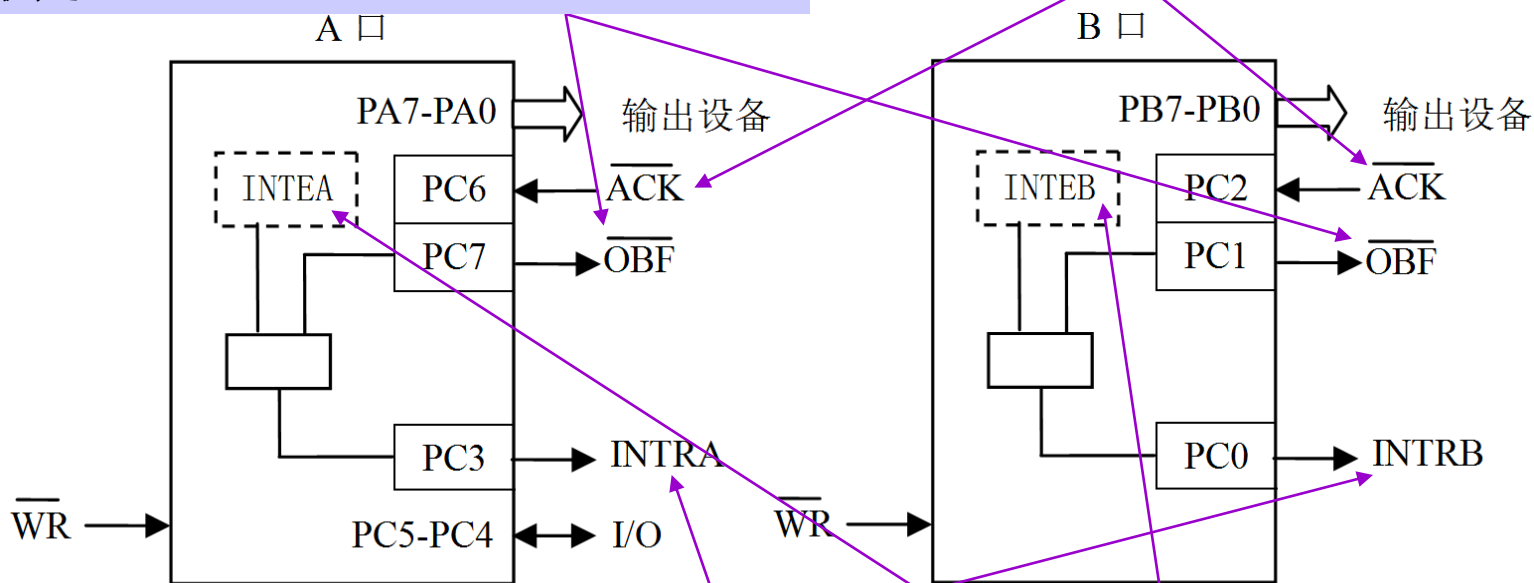 A 口
PA7-PA0
输出设备
INTEA
PC6
ACK
PC7
OBF
PC3
INTRA
WR
PC5-PC4
I/O
B 口
PB7-PB0
输出设备
INTEB
PC2
ACK
PC1
OBF
PC0
INTRB
WR